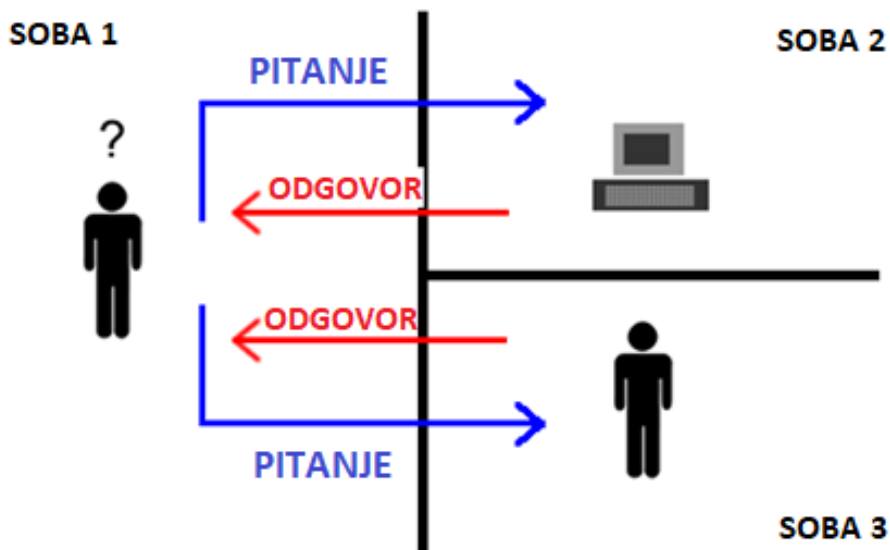 SOBA 1
SOBA 2
PITANJE
?
ODGOVOR
ODGOVOR
PITANJE
SOBA 3